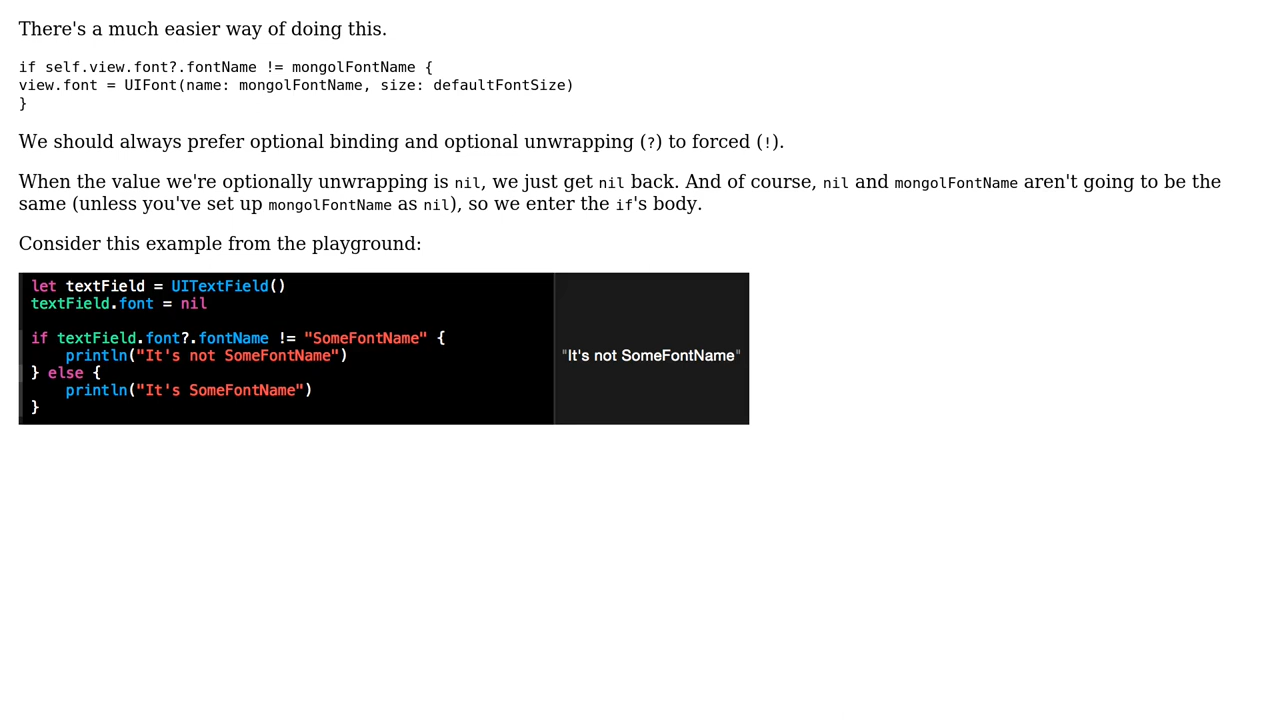 There's a much easier way of doing this.
if self.view.font?.fontName != mongolFontName {
view.font = UIFont(name: mongolFontName, size: defaultFontSize)
}
We should always prefer optional binding and optional unwrapping (?) to forced (!).
When the value we're optionally unwrapping is nil, we just get nil back. And of course, nil and mongolFontName aren't going to be the
same (unless you've set up mongolFontName as nil), so we enter the if's body.
Consider this example from the playground:
let textField = UITextField()
textField.font = nil
if textField.font?.fontName != "SomeFontName" {
    println("It's not SomeFontName")
} else {
    println("It's SomeFontName")
}
"It's not SomeFontName"